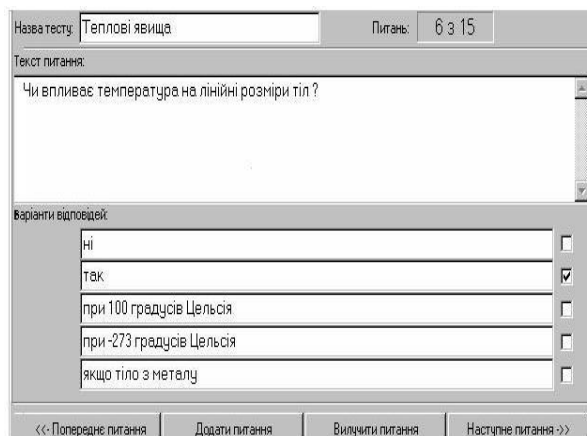 Назва тесту: Теплові явища Питань: 6 з 15
Текст питання:
Чи впливає температура на лінійні розміри тіл ?
Варіанти відповідей:
ні
так
при 100 градусів Цельсія
при -273 градусів Цельсія
якщо тіло з металу
<<- Попереднє питання Додати питання Вилучити питання Наступне питання ->>